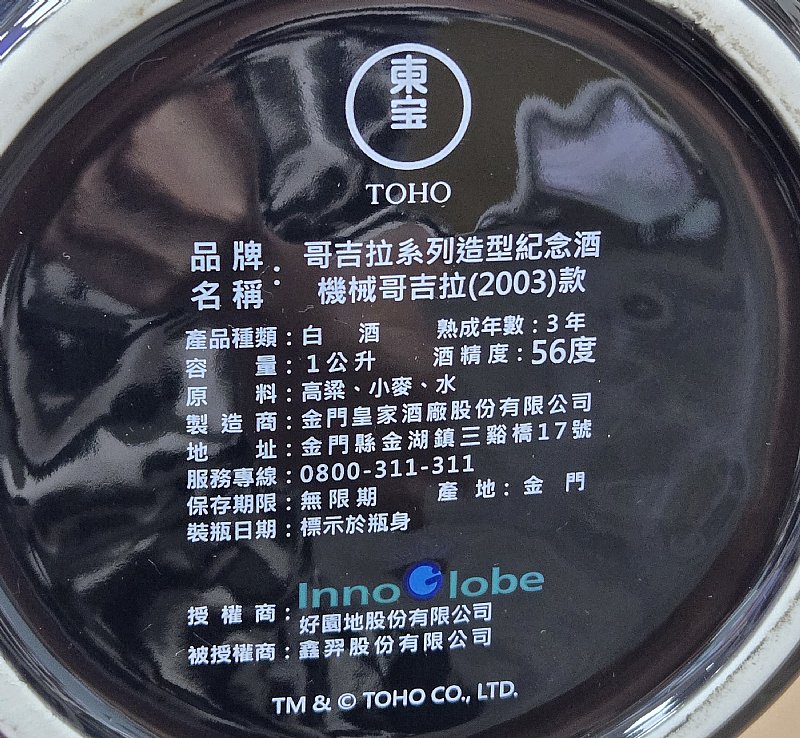 東宝
TOHO
品牌名稱：哥吉拉系列造型紀念酒
機械哥吉拉(2003)款
產品種類：白 酒 熟成年數：3年
容 量：1公升 酒精度：56度
原 料：高粱、小麥、水
製造商：金門皇家酒廠股份有限公司
地 址：金門縣金湖鎮三谿橋17號
服務專線：0800-311-311
保存期限：無限期 產地：金 門
裝瓶日期：標示於瓶身
Inno Globe
授權商：好園地股份有限公司
被授權商：鑫羿股份有限公司
TM & © TOHO CO., LTD.